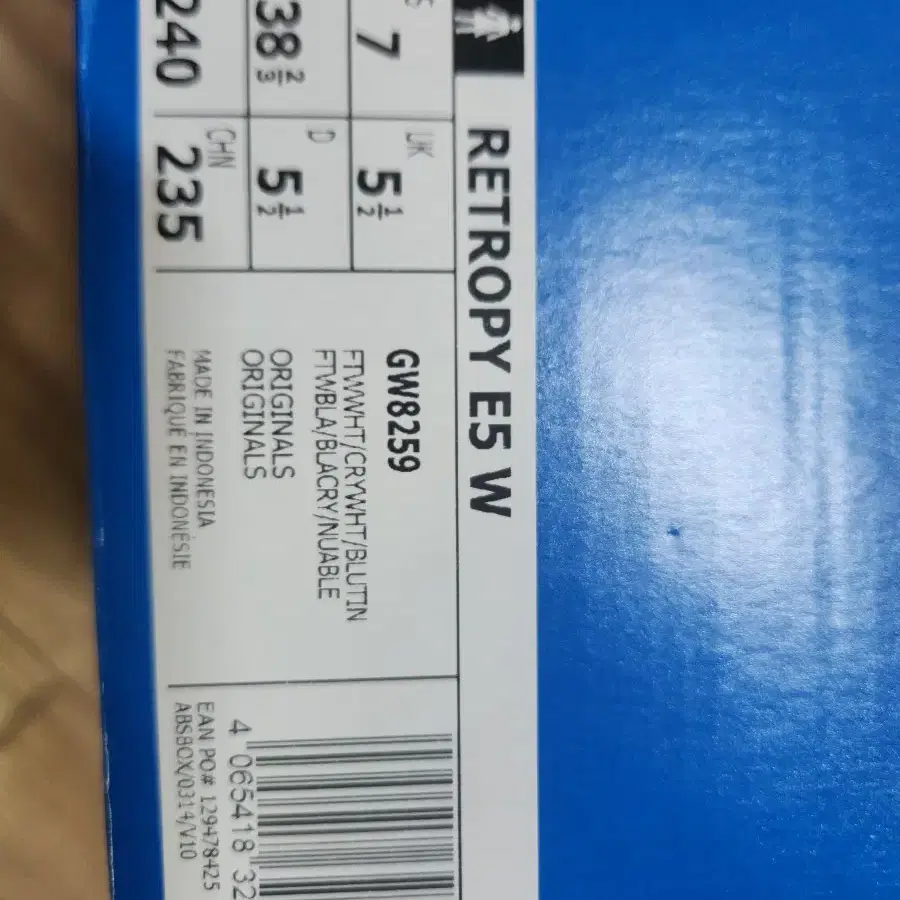 RETROPY E5 W
7
UK
5 1/2
38 2/3
D
5 1/2
240
CHN
235
GW8259
FTWWHT/CRYWHT/BLUTIN
FTWBLA/BLACRY/NUABLE
ORIGINALS
ORIGINALS
MADE IN INDONESIA
FABRIQUÉ EN INDONÉSIE
4 065418 32
EAN PO# 129478425
ABSBOX/0314/V10